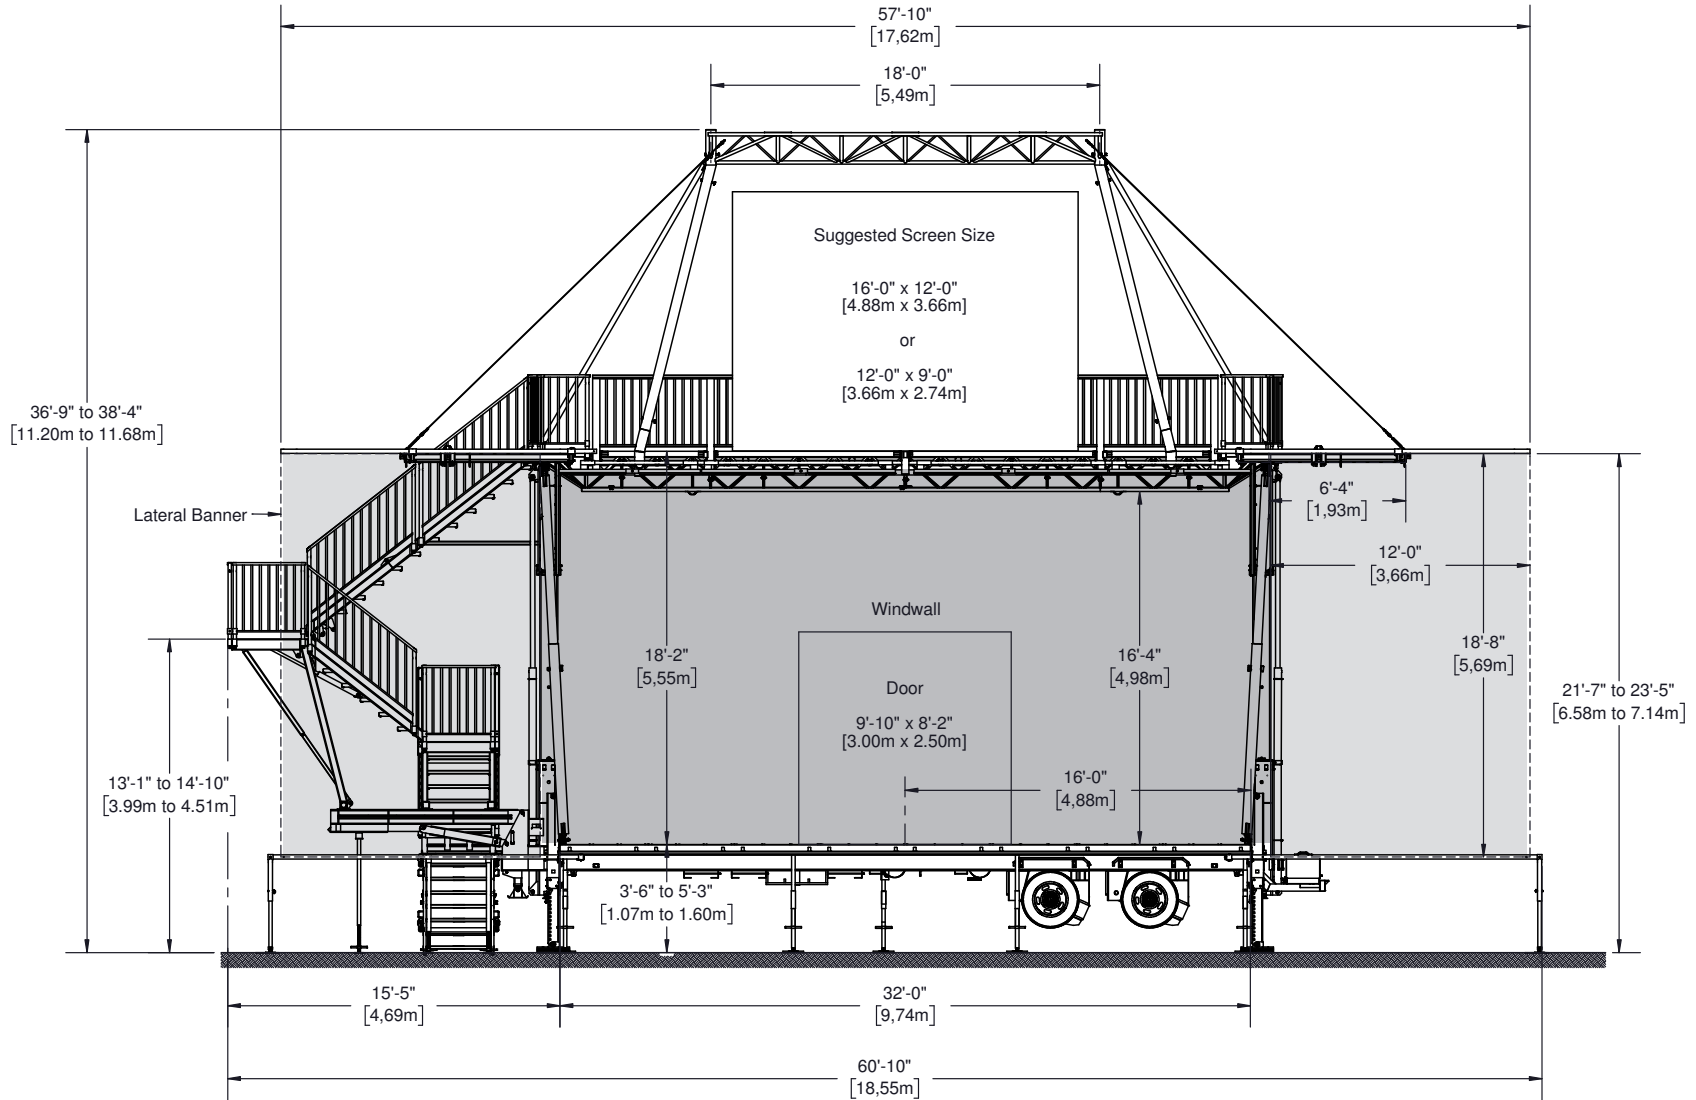 57'-10"
[17,62m]
18'-0"
[5,49m]
Suggested Screen Size
16'-0" x 12'-0"
[4.88m x 3.66m]
or
12'-0" x 9'-0"
[3.66m x 2.74m]
36'-9" to 38'-4"
[11.20m to 11.68m]
Lateral Banner
6'-4"
[1,93m]
12'-0"
[3,66m]
Windwall
18'-2"
[5,55m]
16'-4"
[4,98m]
18'-8"
[5,69m]
Door
9'-10" x 8'-2"
[3.00m x 2.50m]
21'-7" to 23'-5"
[6.58m to 7.14m]
13'-1" to 14'-10"
[3.99m to 4.51m]
16'-0"
[4,88m]
3'-6" to 5'-3"
[1.07m to 1.60m]
15'-5"
[4,69m]
32'-0"
[9,74m]
60'-10"
[18,55m]